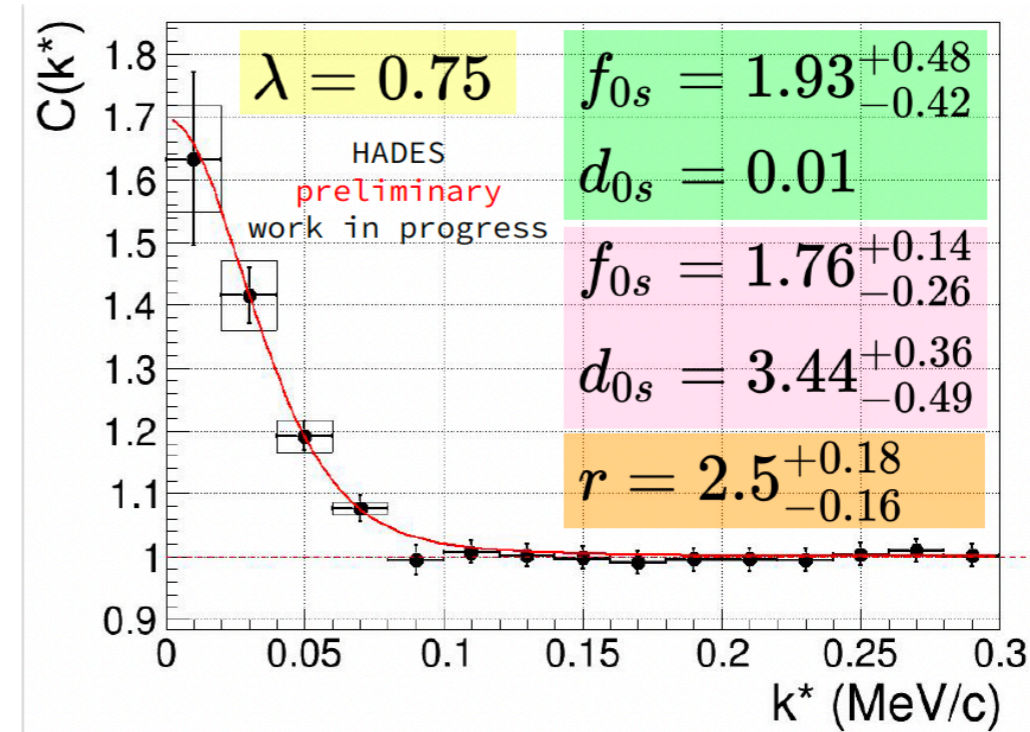 C(k*)
1.8
1.7
1.6
1.5
1.4
1.3
1.2
1.1
1
0.9
λ = 0.75
HADES
preliminary
work in progress
f₀ₛ = 1.93 +0.48 −0.42
d₀ₛ = 0.01
f₀ₛ = 1.76 +0.14 −0.26
d₀ₛ = 3.44 +0.36 −0.49
r = 2.5 +0.18 −0.16
0 0.05 0.1 0.15 0.2 0.25 0.3
k* (MeV/c)